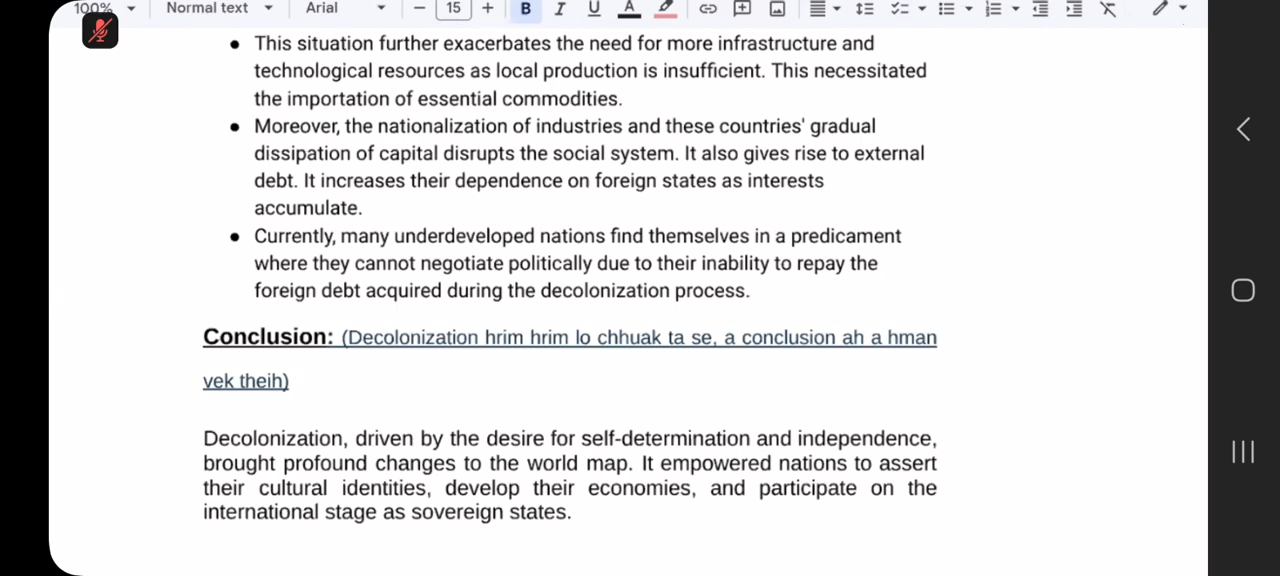 100%
Normal text
Arial
− 15 +
B I U A
This situation further exacerbates the need for more infrastructure and
technological resources as local production is insufficient. This necessitated
the importation of essential commodities.
Moreover, the nationalization of industries and these countries' gradual
dissipation of capital disrupts the social system. It also gives rise to external
debt. It increases their dependence on foreign states as interests
accumulate.
Currently, many underdeveloped nations find themselves in a predicament
where they cannot negotiate politically due to their inability to repay the
foreign debt acquired during the decolonization process.
Conclusion: (Decolonization hrim hrim lo chhuak ta se, a conclusion ah a hman
vek theih)
Decolonization, driven by the desire for self-determination and independence,
brought profound changes to the world map. It empowered nations to assert
their cultural identities, develop their economies, and participate on the
international stage as sovereign states.